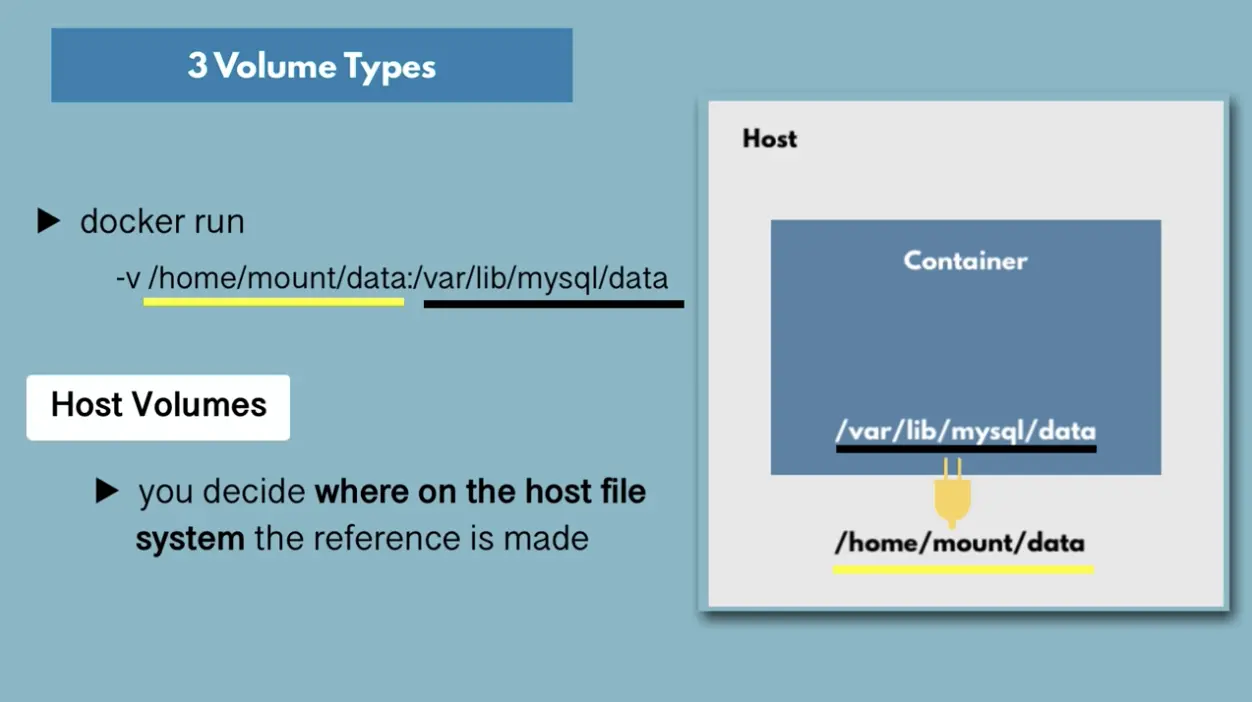 3 Volume Types
docker run
-v /home/mount/data:/var/lib/mysql/data
Host Volumes
you decide where on the host file
system the reference is made
Host
Container
/var/lib/mysql/data
/home/mount/data